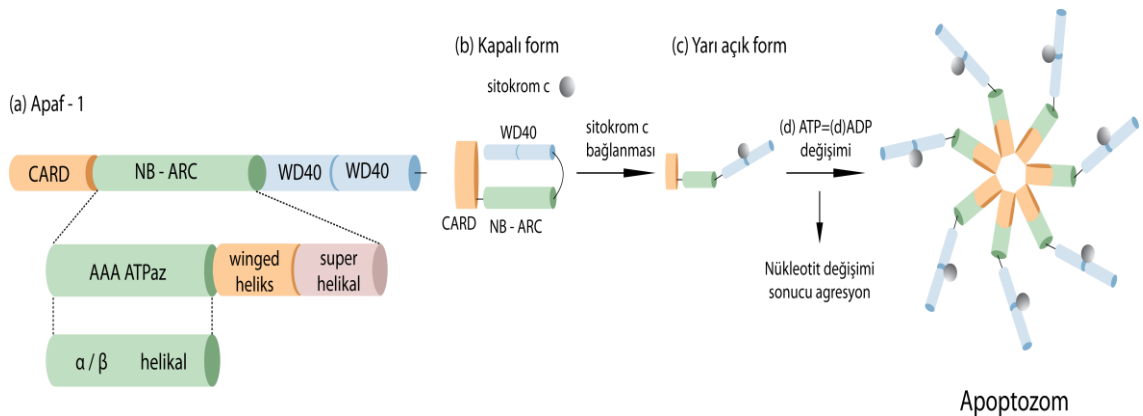 (a) Apaf - 1
CARD
NB - ARC
WD40
WD40
AAA ATPaz
winged
heliks
super
helikal
α / β helikal
(b) Kapalı form
sitokrom c
WD40
CARD
NB - ARC
sitokrom c
bağlanması
(c) Yarı açık form
(d) ATP=(d)ADP
değişimi
Nükleotit değişimi
sonucu agresyon
Apoptozom